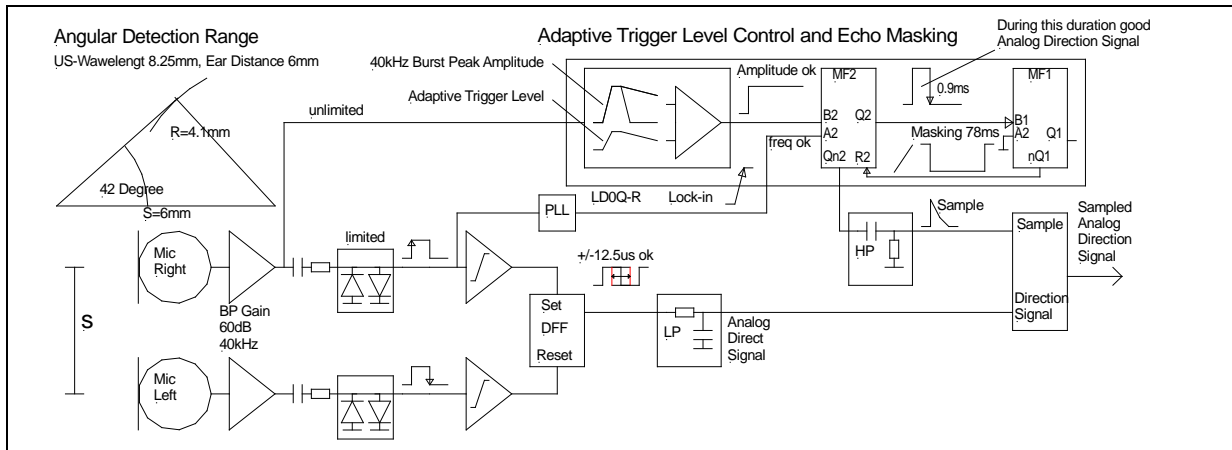 Angular Detection Range
US-Wawelengt 8.25mm, Ear Distance 6mm
R=4.1mm
42 Degree
S=6mm
Adaptive Trigger Level Control and Echo Masking
During this duration good
Analog Direction Signal
40kHz Burst Peak Amplitude
Adaptive Trigger Level
unlimited
Amplitude ok
MF2
B2
Q2
A2
Qn2
R2
freq ok
0.9ms
Masking 78ms
MF1
B1
A2
Q1
nQ1
LD0Q-R
Lock-in
PLL
Sample
HP
Sample
Direction
Signal
Sampled
Analog
Direction
Signal
Mic
Right
limited
+/-12.5us ok
BP Gain
60dB
40kHz
S
Set
DFF
Reset
LP
Analog
Direct
Signal
Mic
Left